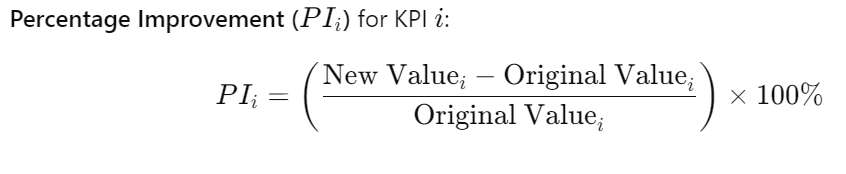 Percentage Improvement (PI_i) for KPI i:
PI_i = ( (New Value_i − Original Value_i) / Original Value_i ) × 100%